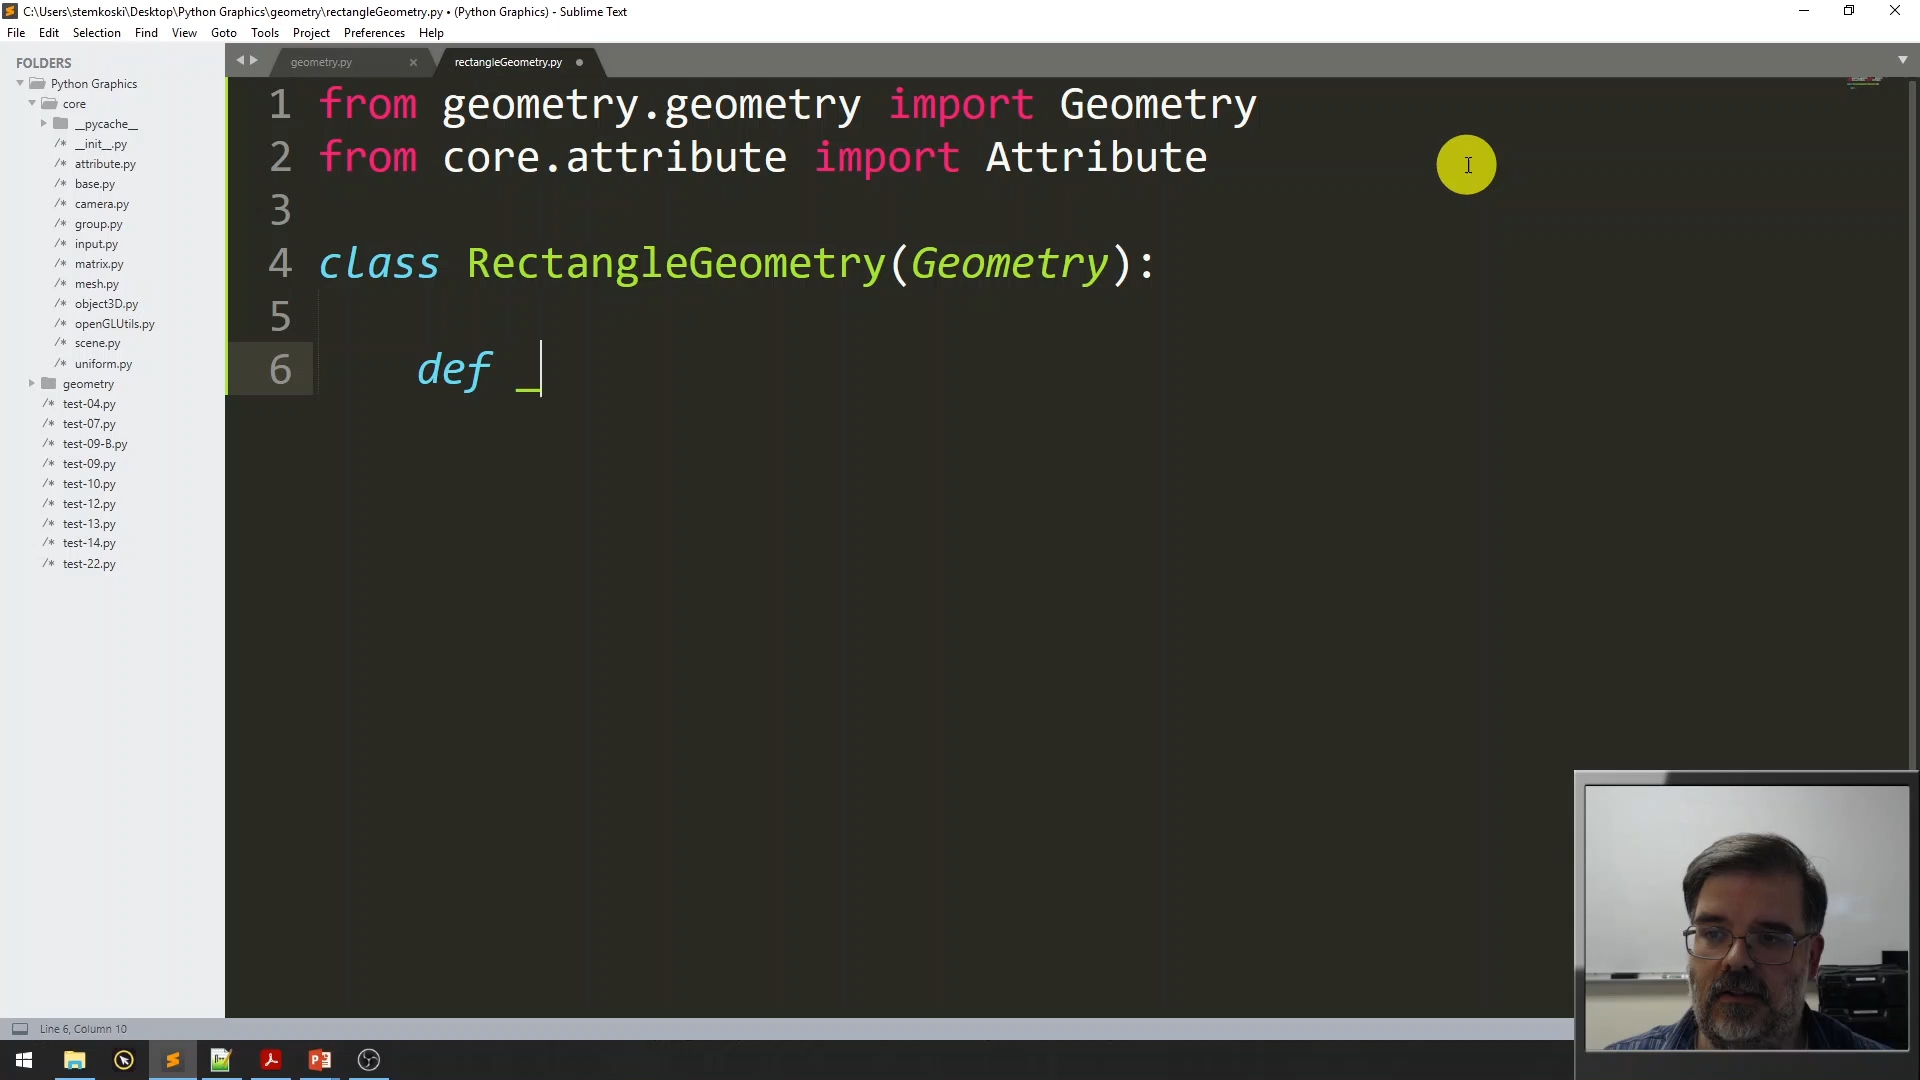 C:\Users\stemkoski\Desktop\Python Graphics\geometry\rectangleGeometry.py • (Python Graphics) - Sublime Text
File Edit Selection Find View Goto Tools Project Preferences Help
FOLDERS
Python Graphics
core
__pycache__
/* __init__.py
/* attribute.py
/* base.py
/* camera.py
/* group.py
/* input.py
/* matrix.py
/* mesh.py
/* object3D.py
/* openGLUtils.py
/* scene.py
/* uniform.py
geometry
/* test-04.py
/* test-07.py
/* test-09-B.py
/* test-09.py
/* test-10.py
/* test-12.py
/* test-13.py
/* test-14.py
/* test-22.py
geometry.py × rectangleGeometry.py
1 from geometry.geometry import Geometry
2 from core.attribute import Attribute
3
4 class RectangleGeometry(Geometry):
5
6 def _
Line 6, Column 10